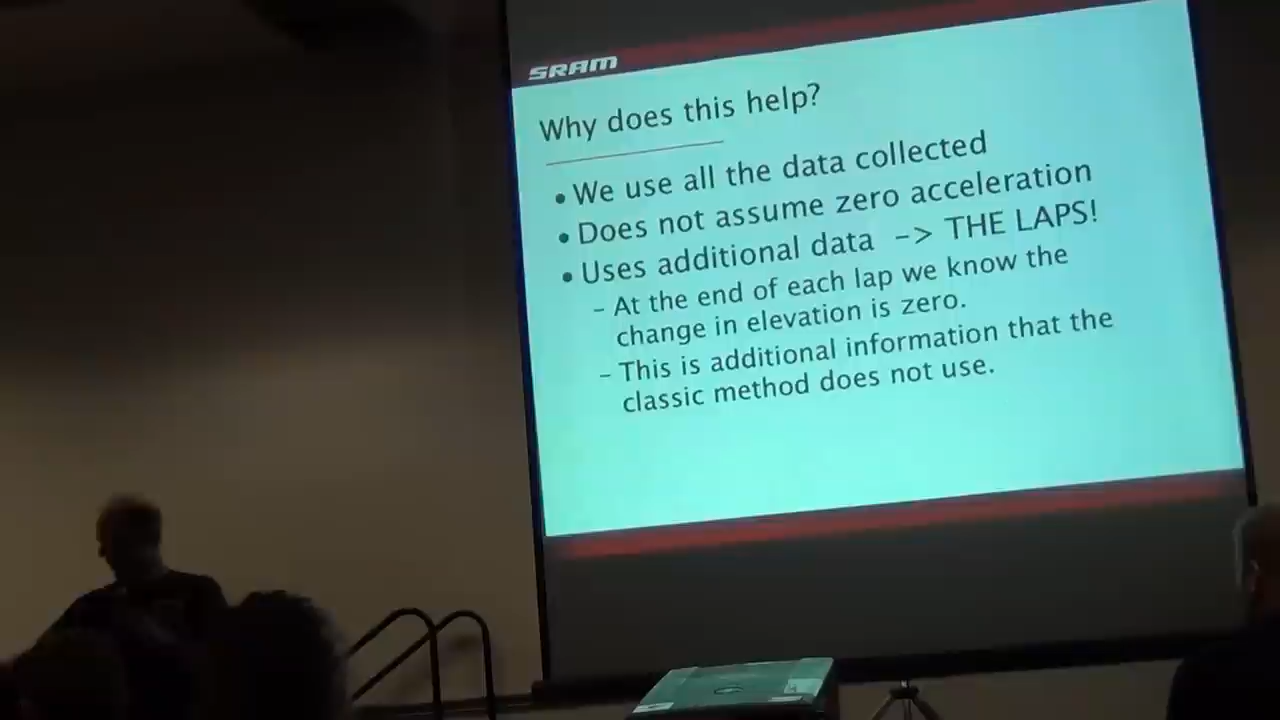 SRAM
Why does this help?
• We use all the data collected
• Does not assume zero acceleration
• Uses additional data -> THE LAPS!
– At the end of each lap we know the
change in elevation is zero.
– This is additional information that the
classic method does not use.